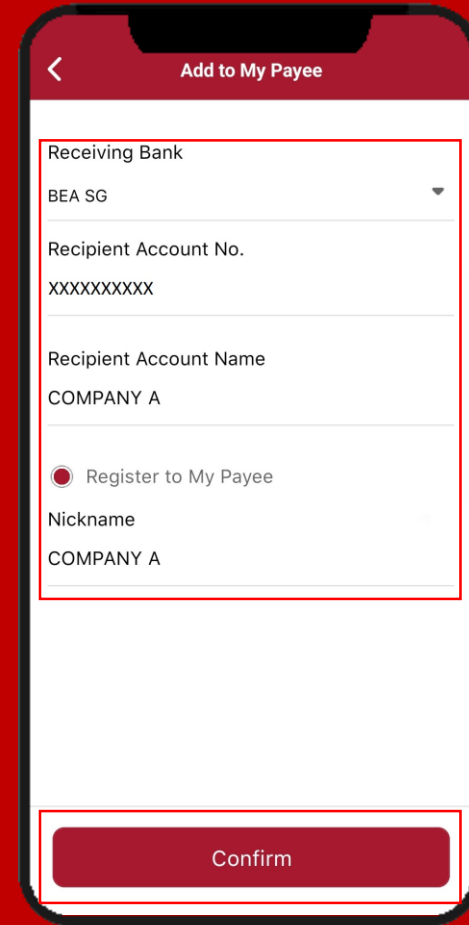 Add to My Payee
Receiving Bank
BEA SG
Recipient Account No.
XXXXXXXXXX
Recipient Account Name
COMPANY A
Register to My Payee
Nickname
COMPANY A
Confirm